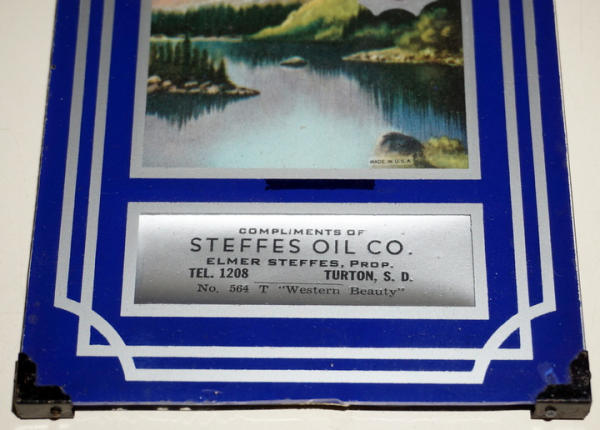 MADE IN U.S.A
COMPLIMENTS OF
STEFFES OIL CO.
ELMER STEFFES, PROP.
TEL. 1208 TURTON, S. D.
No. 564 T "Western Beauty"